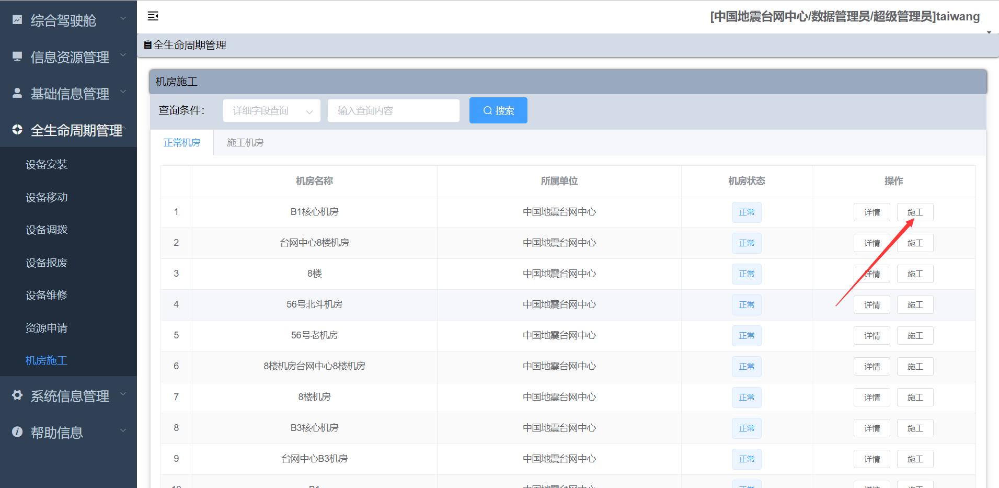 综合驾驶舱
信息资源管理
基础信息管理
全生命周期管理
设备安装
设备移动
设备调拨
设备报废
设备维修
资源申请
机房施工
系统信息管理
帮助信息
[中国地震台网中心/数据管理员/超级管理员]taiwang
全生命周期管理
机房施工
查询条件： 详细字段查询 输入查询内容 搜索
正常机房 施工机房
机房名称 所属单位 机房状态 操作
1 B1核心机房 中国地震台网中心 正常 详情 施工
2 台网中心8楼机房 中国地震台网中心 正常 详情 施工
3 8楼 中国地震台网中心 正常 详情 施工
4 56号北斗机房 中国地震台网中心 正常 详情 施工
5 56号老机房 中国地震台网中心 正常 详情 施工
6 8楼机房台网中心8楼机房 中国地震台网中心 正常 详情 施工
7 8楼机房 中国地震台网中心 正常 详情 施工
8 B3核心机房 中国地震台网中心 正常 详情 施工
9 台网中心B3机房 中国地震台网中心 正常 详情 施工